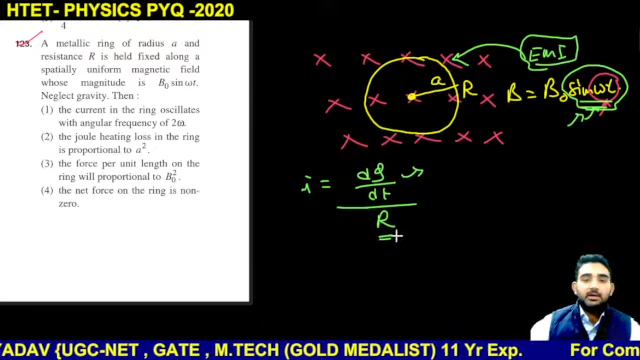 HTET- PHYSICS PYQ -2020
4
123. A metallic ring of radius a and
resistance R is held fixed along a
spatially uniform magnetic field
whose magnitude is B₀ sin ωt.
Neglect gravity. Then :
(1) the current in the ring oscillates
with angular frequency of 2ω.
(2) the joule heating loss in the ring
is proportional to a²
(3) the force per unit length on the
ring will proportional to B₀²
(4) the net force on the ring is non-
zero.
EMI
a
R
B = B₀ sin ωt
i = dϕ/dt
R
YADAV {UGC-NET , GATE , M.TECH (GOLD MEDALIST) 11 Yr Exp. For Com